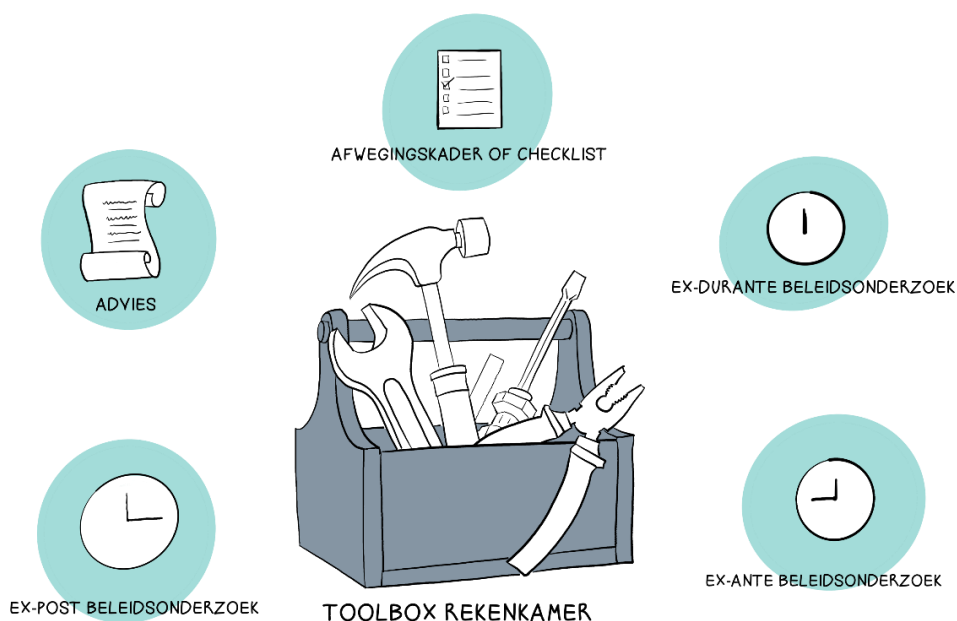 AFWEGINGSKADER OF CHECKLIST
ADVIES
EX-DURANTE BELEIDSONDERZOEK
EX-POST BELEIDSONDERZOEK
EX-ANTE BELEIDSONDERZOEK
TOOLBOX REKENKAMER